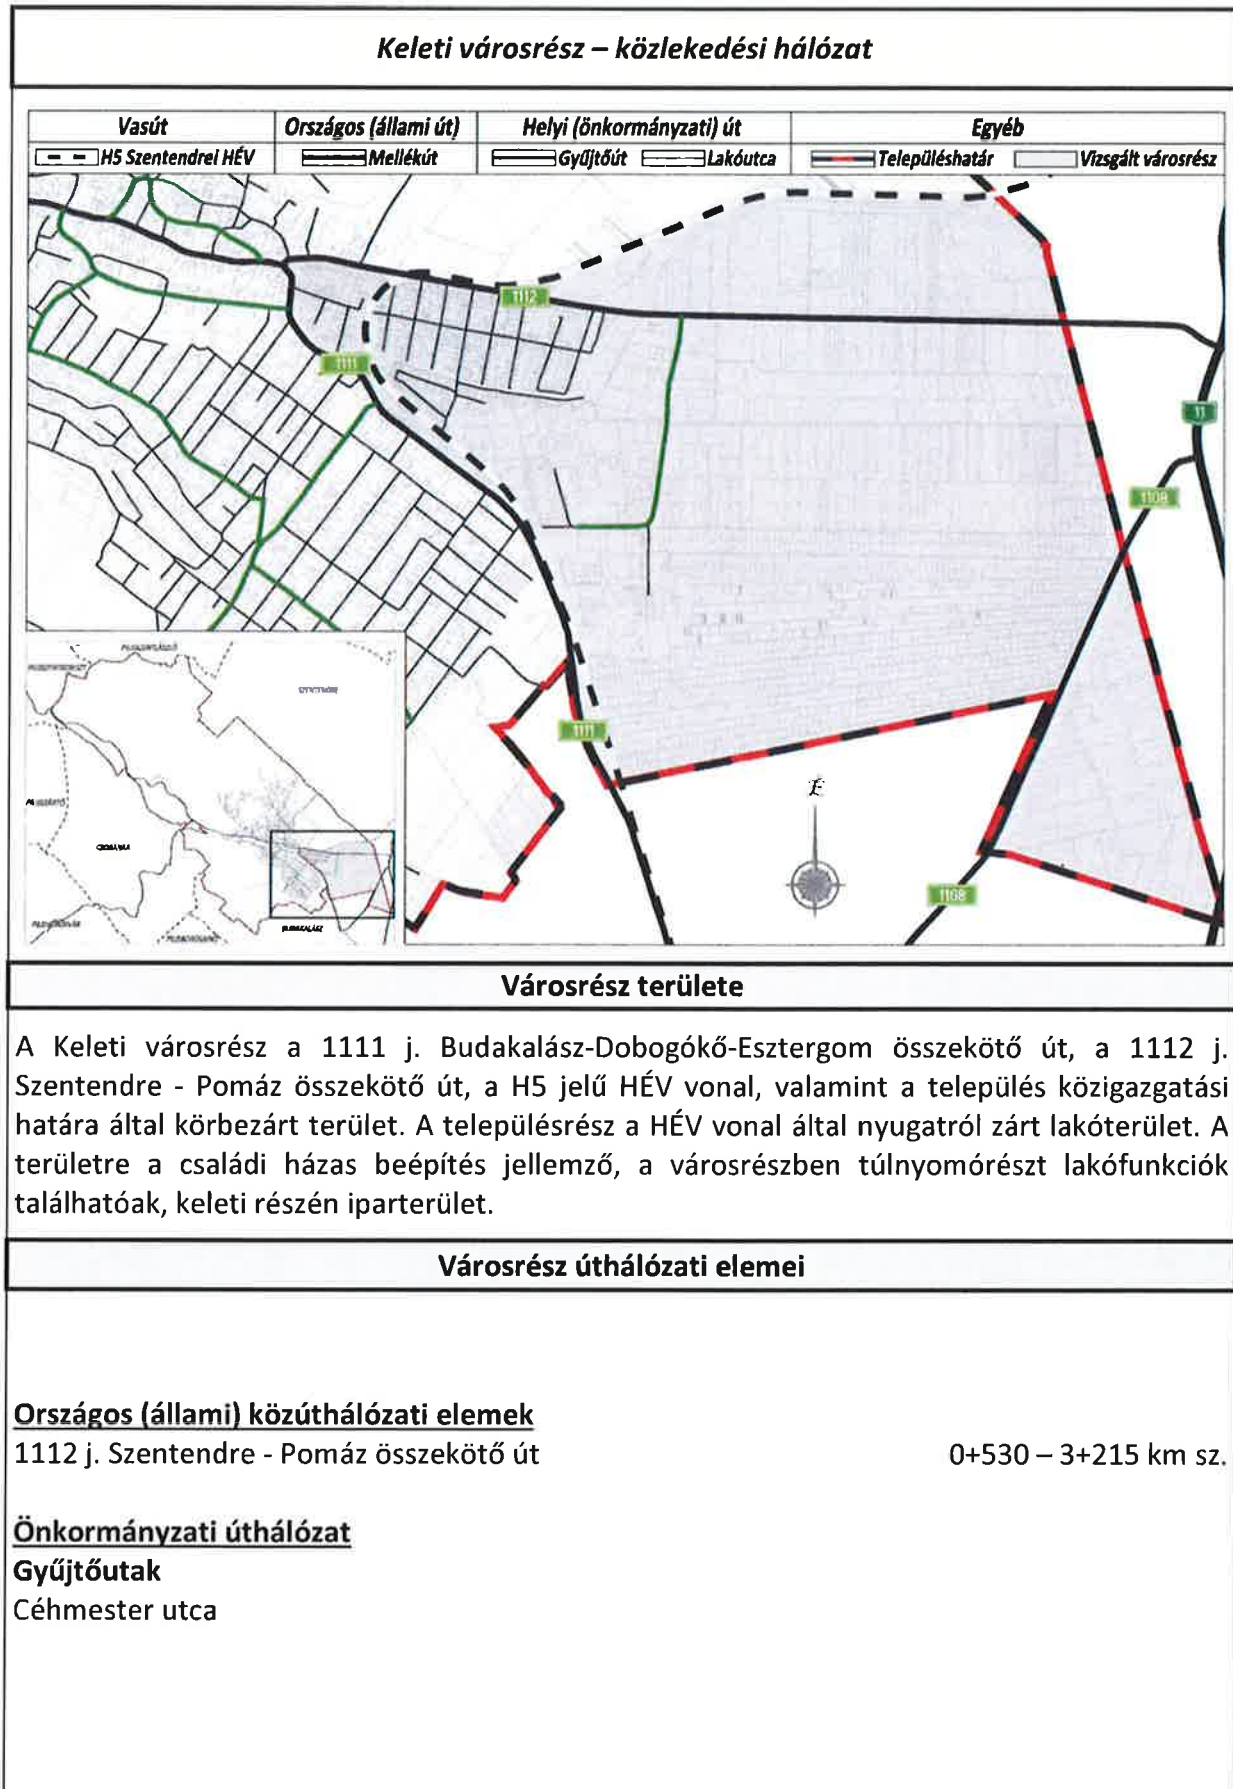 Keleti városrész – közlekedési hálózat
Vasút Országos (állami út) Helyi (önkormányzati) út Egyéb
H5 Szentendrei HÉV Mellékút Gyűjtőút Lakóutca Településhatár Vizsgált városrész
1112
1111
11
1108
1111
É
1108
Városrész területe
A Keleti városrész a 1111 j. Budakalász-Dobogókő-Esztergom összekötő út, a 1112 j.
Szentendre - Pomáz összekötő út, a H5 jelű HÉV vonal, valamint a település közigazgatási
határa által körbezárt terület. A településrész a HÉV vonal által nyugatról zárt lakóterület. A
területre a családi házas beépítés jellemző, a városrészben túlnyomórészt lakófunkciók
találhatóak, keleti részén iparterület.
Városrész úthálózati elemei
Országos (állami) közúthálózati elemek
1112 j. Szentendre - Pomáz összekötő út 0+530 – 3+215 km sz.
Önkormányzati úthálózat
Gyűjtőutak
Céhmester utca